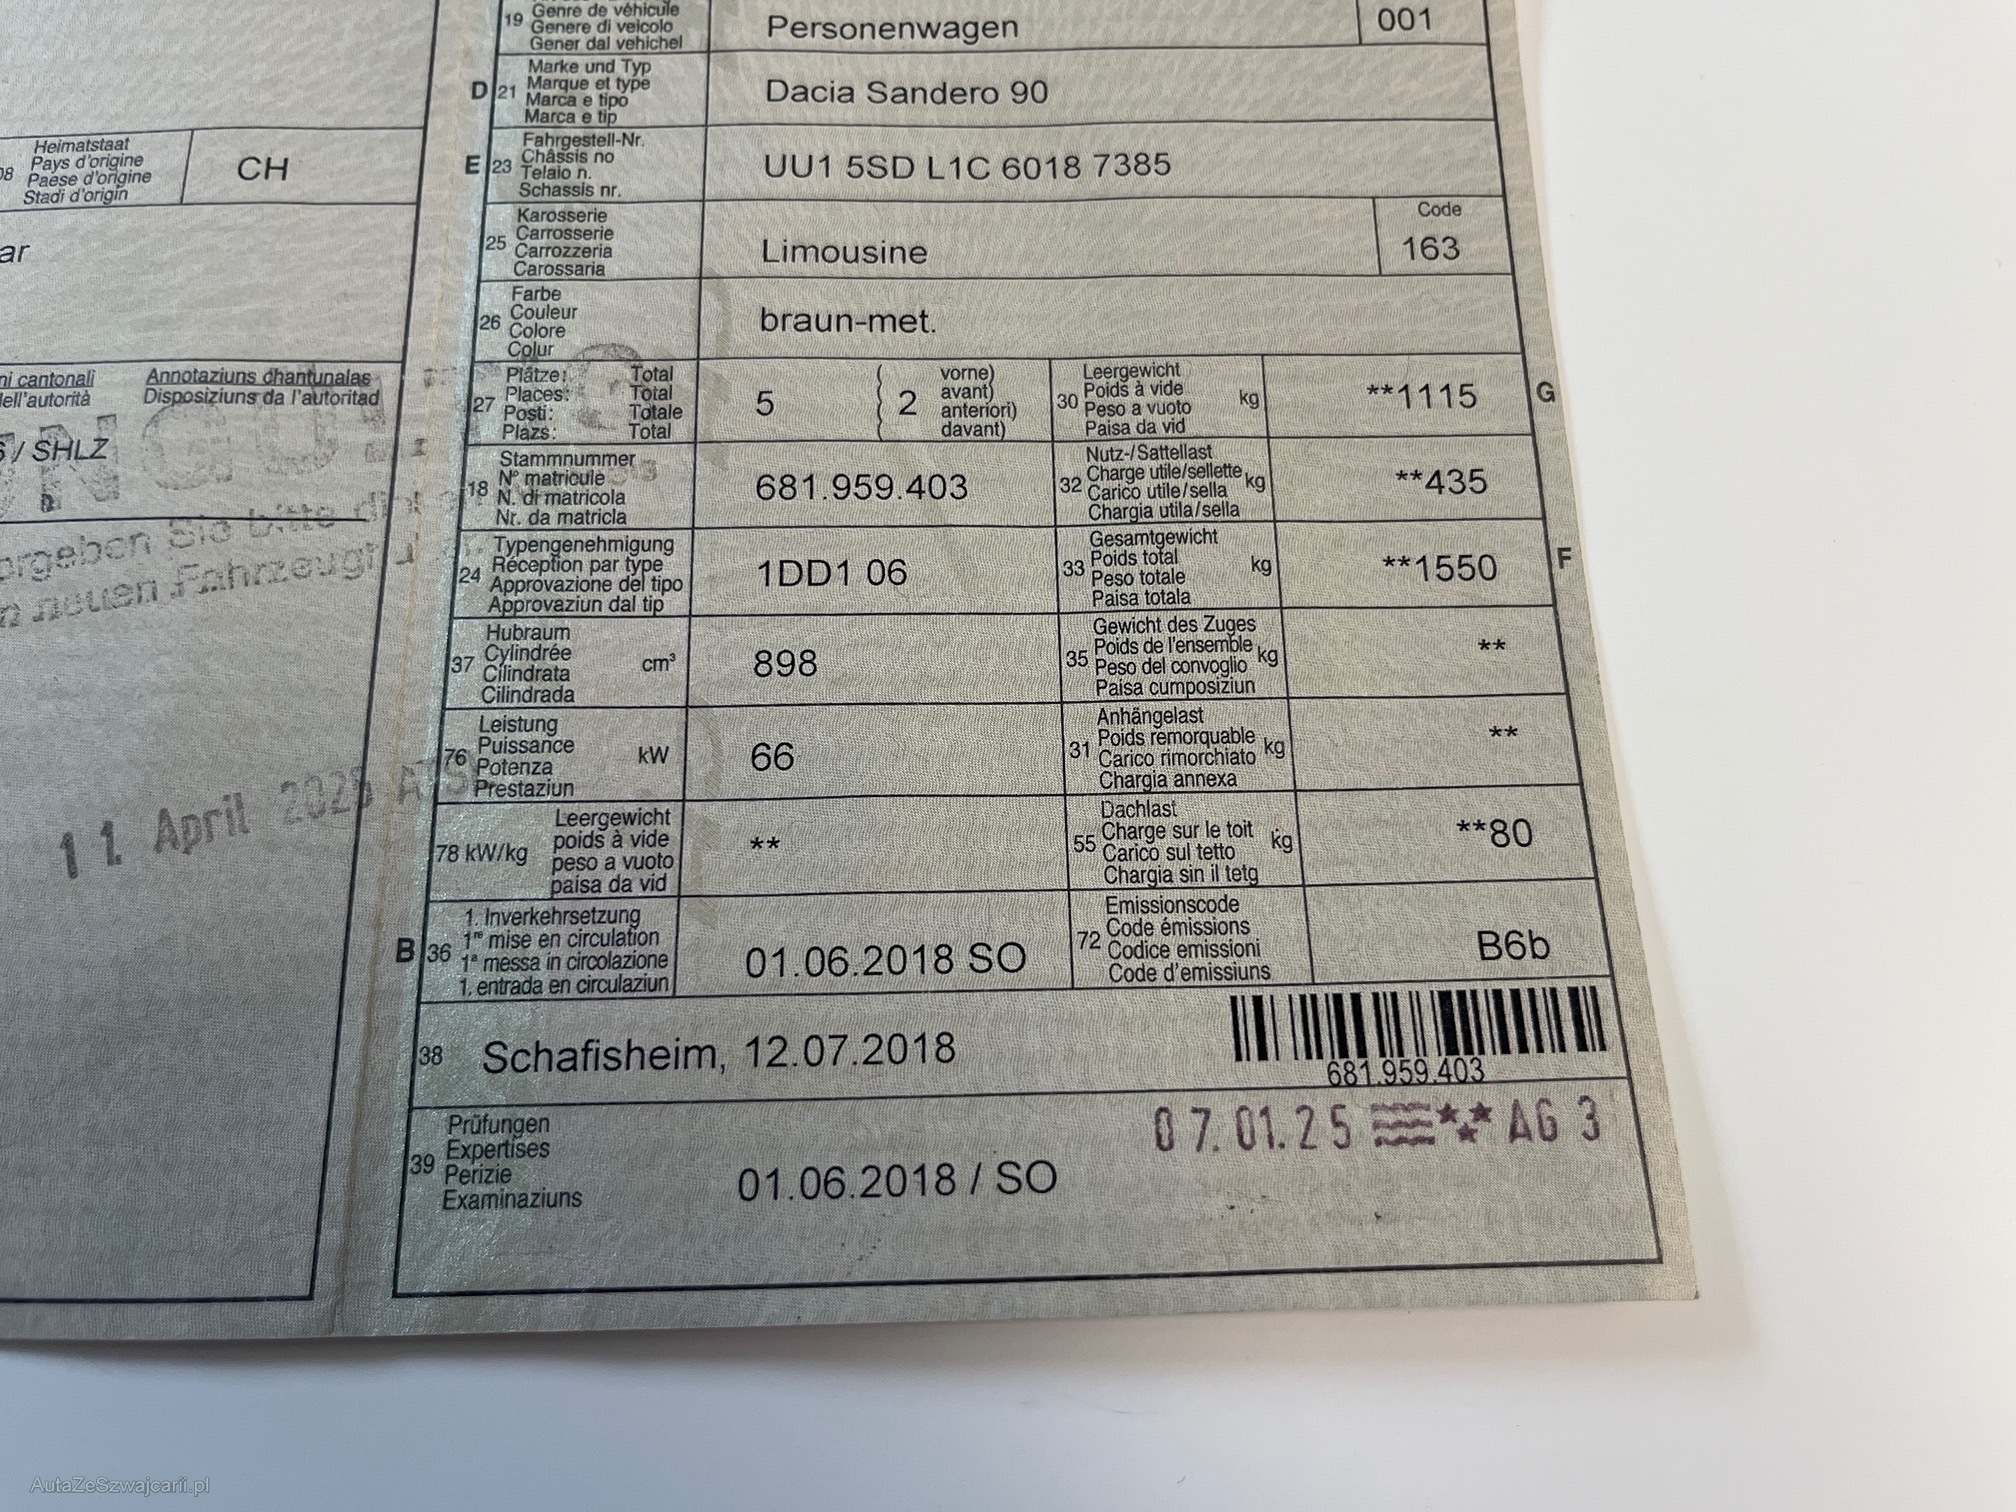 Heimatstaat
Pays d'origine
Paese d'origine
Stadi d'origin
CH
ar
ni cantonali
Annotaziuns chantunalas
dell'autorità
Disposiziuns da l'autoritad
/ SHLZ
Sie bitte
neuen Fahrzeug
11. April
19
Genre de véhicule
Genere di veicolo
Gener dal vehichel
Personenwagen
001
D 21
Marke und Typ
Marque et type
Marca e tipo
Marca e tip
Dacia Sandero 90
E 23
Fahrgestell-Nr.
Châssis no
Telaio n.
Schassis nr.
UU1 5SD L1C 6018 7385
25
Karosserie
Carrosserie
Carrozzeria
Carossaria
Limousine
Code
163
26
Farbe
Couleur
Colore
Colur
braun-met.
27
Plätze: Total
Places: Total
Posti: Totale
Plazs: Total
5
2
vorne)
avant)
anteriori)
davant)
30
Leergewicht
Poids à vide
Peso a vuoto
Paisa da vid
kg
**1115
G
18
Stammnummer
N° matricule
N. di matricola
Nr. da matricla
681.959.403
32
Nutz-/Sattellast
Charge utile/sellette
Carico utile/sella
Chargia utila/sella
kg
**435
24
Typengenehmigung
Réception par type
Approvazione del tipo
Approvaziun dal tip
1DD1 06
33
Gesamtgewicht
Poids total
Peso totale
Paisa totala
kg
**1550
F
37
Hubraum
Cylindrée
Cilindrata
Cilindrada
cm³
898
35
Gewicht des Zuges
Poids de l'ensemble
Peso del convoglio
Paisa cumposiziun
kg
**
76
Leistung
Puissance
Potenza
Prestaziun
kW
66
31
Anhängelast
Poids remorquable
Carico rimorchiato
Chargia annexa
kg
**
78 kW/kg
Leergewicht
poids à vide
peso a vuoto
paisa da vid
**
55
Dachlast
Charge sur le toit
Carico sul tetto
Chargia sin il tetg
kg
**80
B 36
1. Inverkehrsetzung
1re mise en circulation
1a messa in circolazione
1. entrada en circulaziun
01.06.2018 SO
72
Emissionscode
Code émissions
Codice emissioni
Code d'emissiuns
B6b
38
Schafisheim, 12.07.2018
681.959.403
39
Prüfungen
Expertises
Perizie
Examinaziuns
01.06.2018 / SO
07.01.25 AG 3
AutaZeSzwajcarii.pl